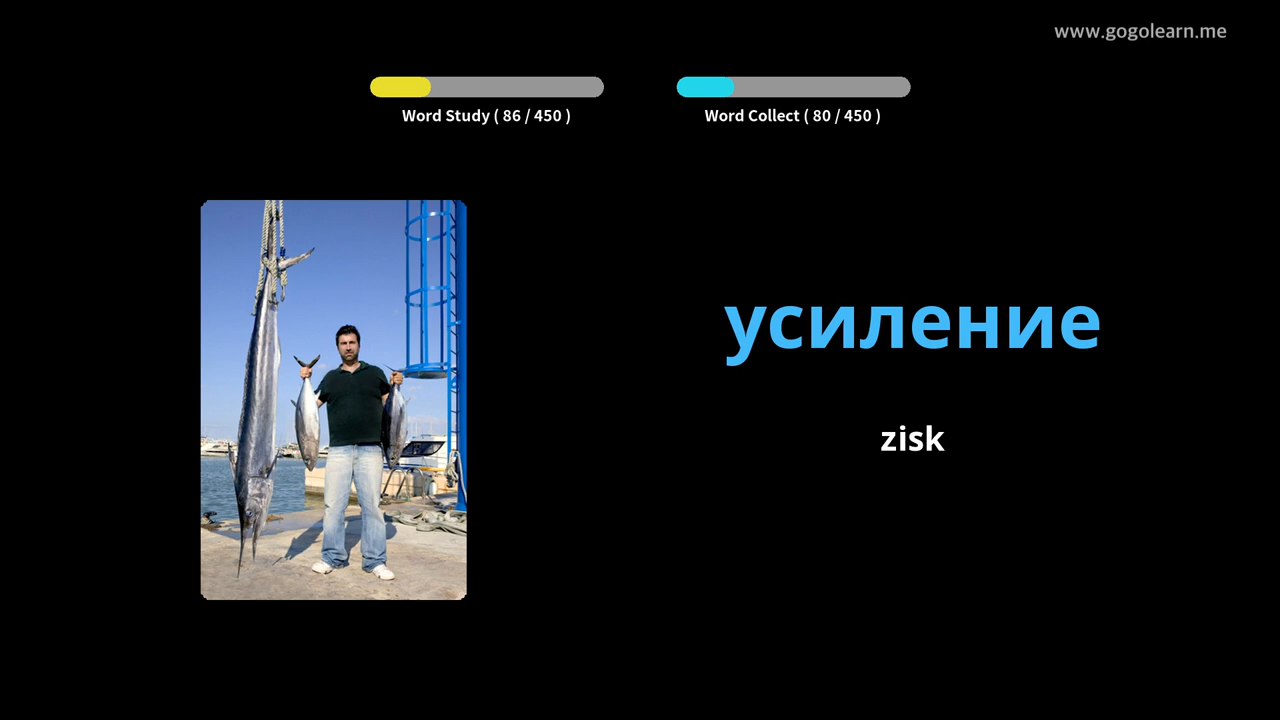 www.gogolearn.me
Word Study ( 86 / 450 )
Word Collect ( 80 / 450 )
усиление
zisk